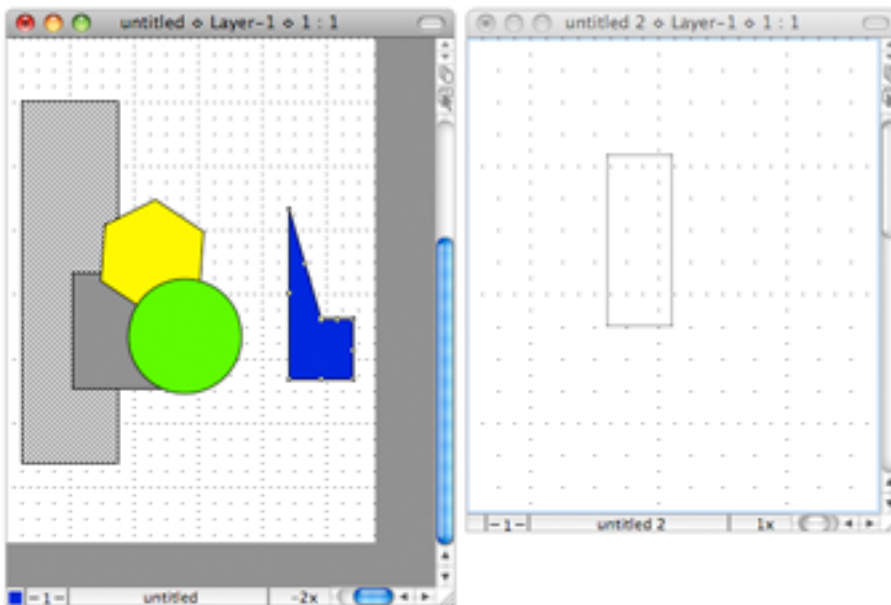 untitled ⋄ Layer-1 ⋄ 1 : 1
untitled 2 ⋄ Layer-1 ⋄ 1 : 1
-1-
untitled
-2x
-1-
untitled 2
1x